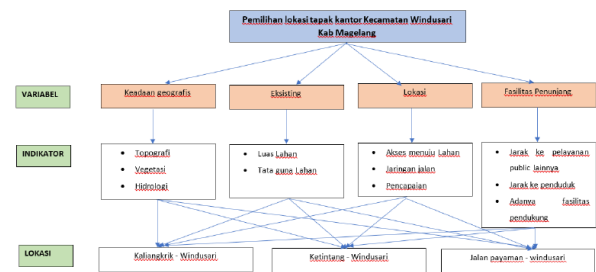 Pemilihan lokasi tapak kantor Kecamatan Windusari
Kab Magelang
VARIABEL
Keadaan geografis
Eksisting
Lokasi
Fasilitas Penunjang
INDIKATOR
• Topografi
• Vegetasi
• Hidrologi
• Luas Lahan
• Tata guna Lahan
• Akses menuju Lahan
• Jaringan jalan
• Pencapaian
• Jarak ke pelayanan
public lainnya
• Jarak ke penduduk
• Adanya fasilitas
pendukung
LOKASI
Kaliangkrik - Windusari
Ketintang - Windusari
Jalan payaman - windusari